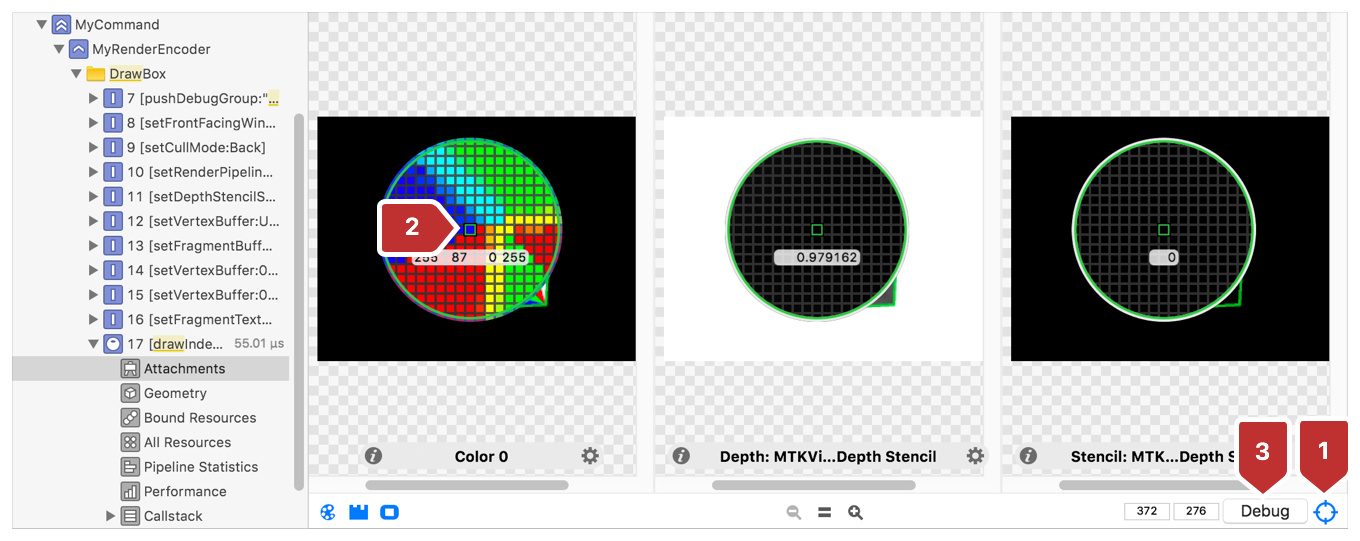 MyCommand
MyRenderEncoder
DrawBox
7 [pushDebugGroup:"...
8 [setFrontFacingWin...
9 [setCullMode:Back]
10 [setRenderPipelin...
11 [setDepthStencilS...
12 [setVertexBuffer:U...
13 [setFragmentBuff...
14 [setVertexBuffer:0...
15 [setVertexBuffer:0...
16 [setFragmentText...
17 [drawInde... 55.01 µs
Attachments
Geometry
Bound Resources
All Resources
Pipeline Statistics
Performance
Callstack
2
255 87 0 255
Color 0
0.979162
Depth: MTKVi...Depth Stencil
0
Stencil: MTK...Depth S
3
1
372 276 Debug